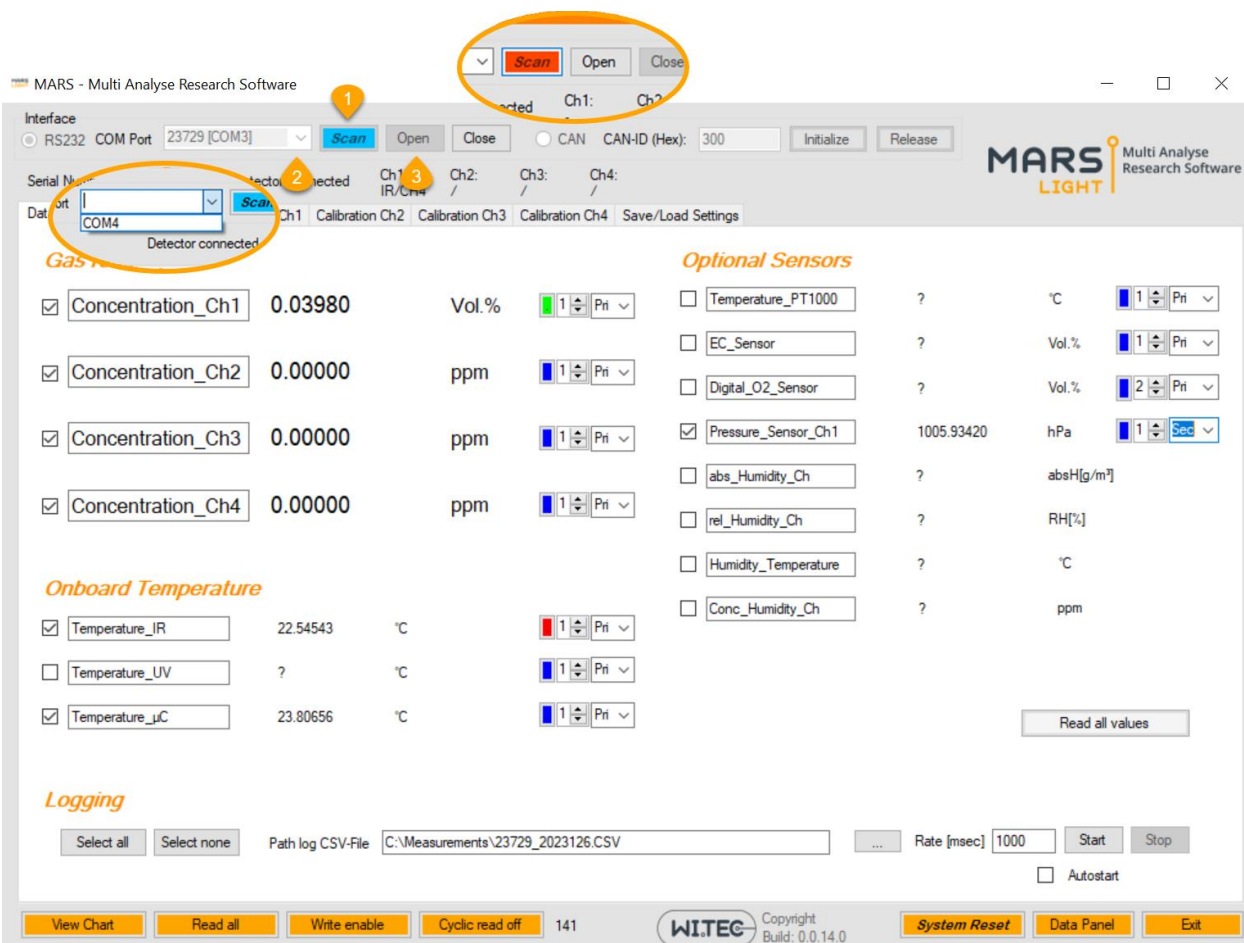 Scan Open Close
Ch1:
MARS - Multi Analyse Research Software
1
Interface
RS232 COM Port 23729 [COM3] Scan Open Close CAN CAN-ID (Hex): 300 Initialize Release
MARS LIGHT Multi Analyse Research Software
2 3
connected Ch2: / Ch3: / Ch4: /
COM4
Detector connected
Ch1 Calibration Ch2 Calibration Ch3 Calibration Ch4 Save/Load Settings
Optional Sensors
Concentration_Ch1 0.03980 Vol.% 1 Pri
Concentration_Ch2 0.00000 ppm 1 Pri
Concentration_Ch3 0.00000 ppm 1 Pri
Concentration_Ch4 0.00000 ppm 1 Pri
Temperature_PT1000 ? °C 1 Pri
EC_Sensor ? Vol.% 1 Pri
Digital_O2_Sensor ? Vol.% 2 Pri
Pressure_Sensor_Ch1 1005.93420 hPa 1 Sec
abs_Humidity_Ch ? absH[g/m³]
rel_Humidity_Ch ? RH[%]
Humidity_Temperature ? °C
Conc_Humidity_Ch ? ppm
Onboard Temperature
Temperature_IR 22.54543 °C 1 Pri
Temperature_UV ? °C 1 Pri
Temperature_µC 23.80656 °C 1 Pri
Read all values
Logging
Select all Select none Path log CSV-File C:\Measurements\23729_2023126.CSV ... Rate [msec] 1000 Start Stop
Autostart
View Chart Read all Write enable Cyclic read off 141 WI.TEC Copyright System Reset Data Panel Exit
Build: 0.0.14.0